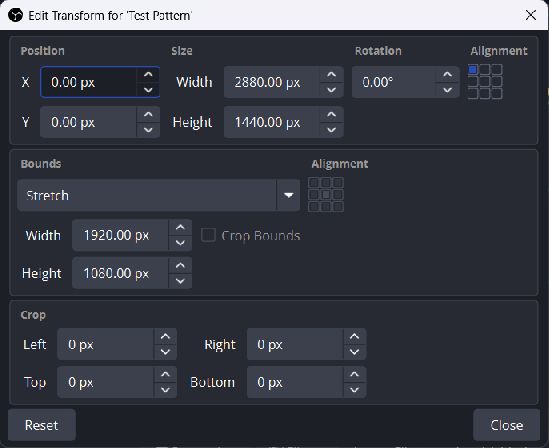 Edit Transform for 'Test Pattern'
Position Size Rotation Alignment
X 0.00 px Width 2880.00 px 0.00°
Y 0.00 px Height 1440.00 px
Bounds Alignment
Stretch
Width 1920.00 px Crop Bounds
Height 1080.00 px
Crop
Left 0 px Right 0 px
Top 0 px Bottom 0 px
Reset Close